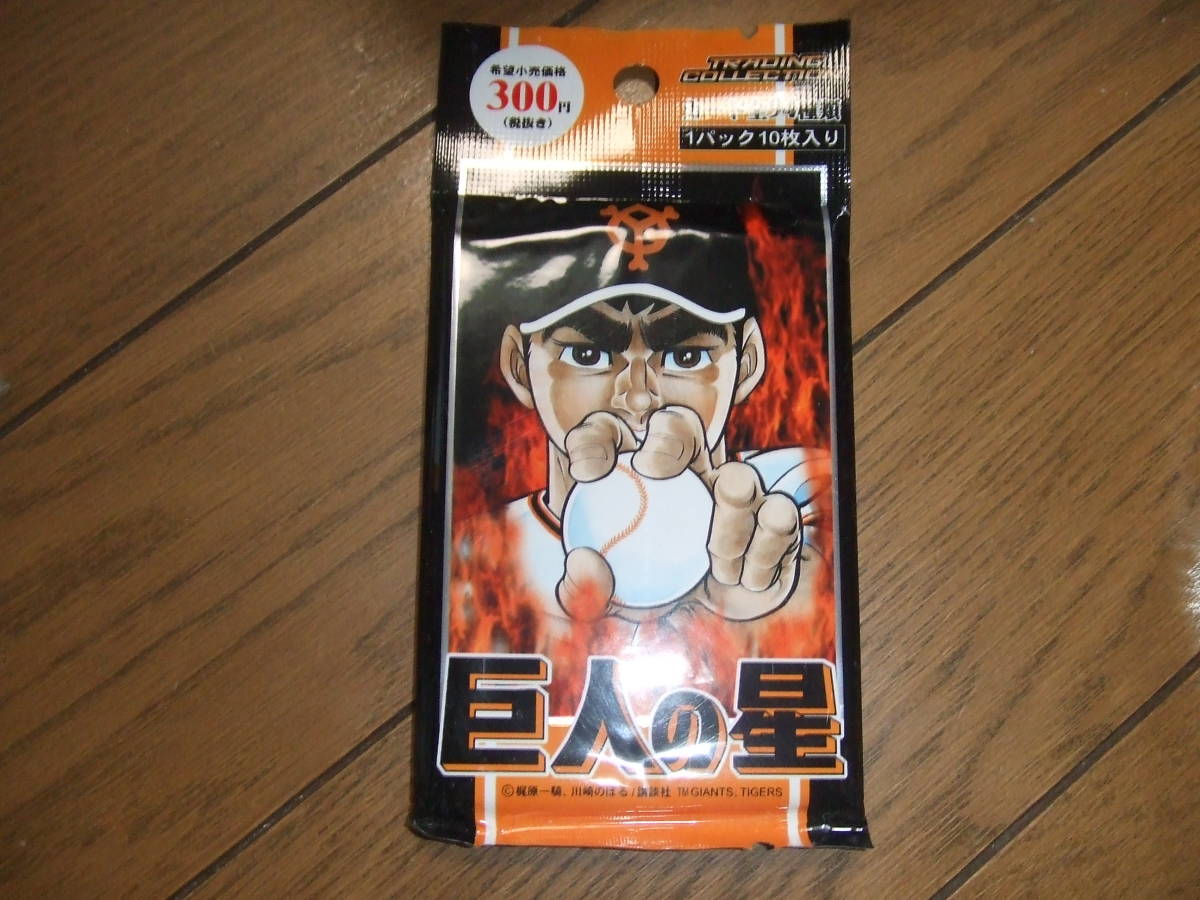 希望小売価格
300円
(税抜き)
TRADING
COLLECTION
種類
1パック10枚入り
巨人の星
©梶原一騎、川崎のぼる/講談社 TM GIANTS, TIGERS